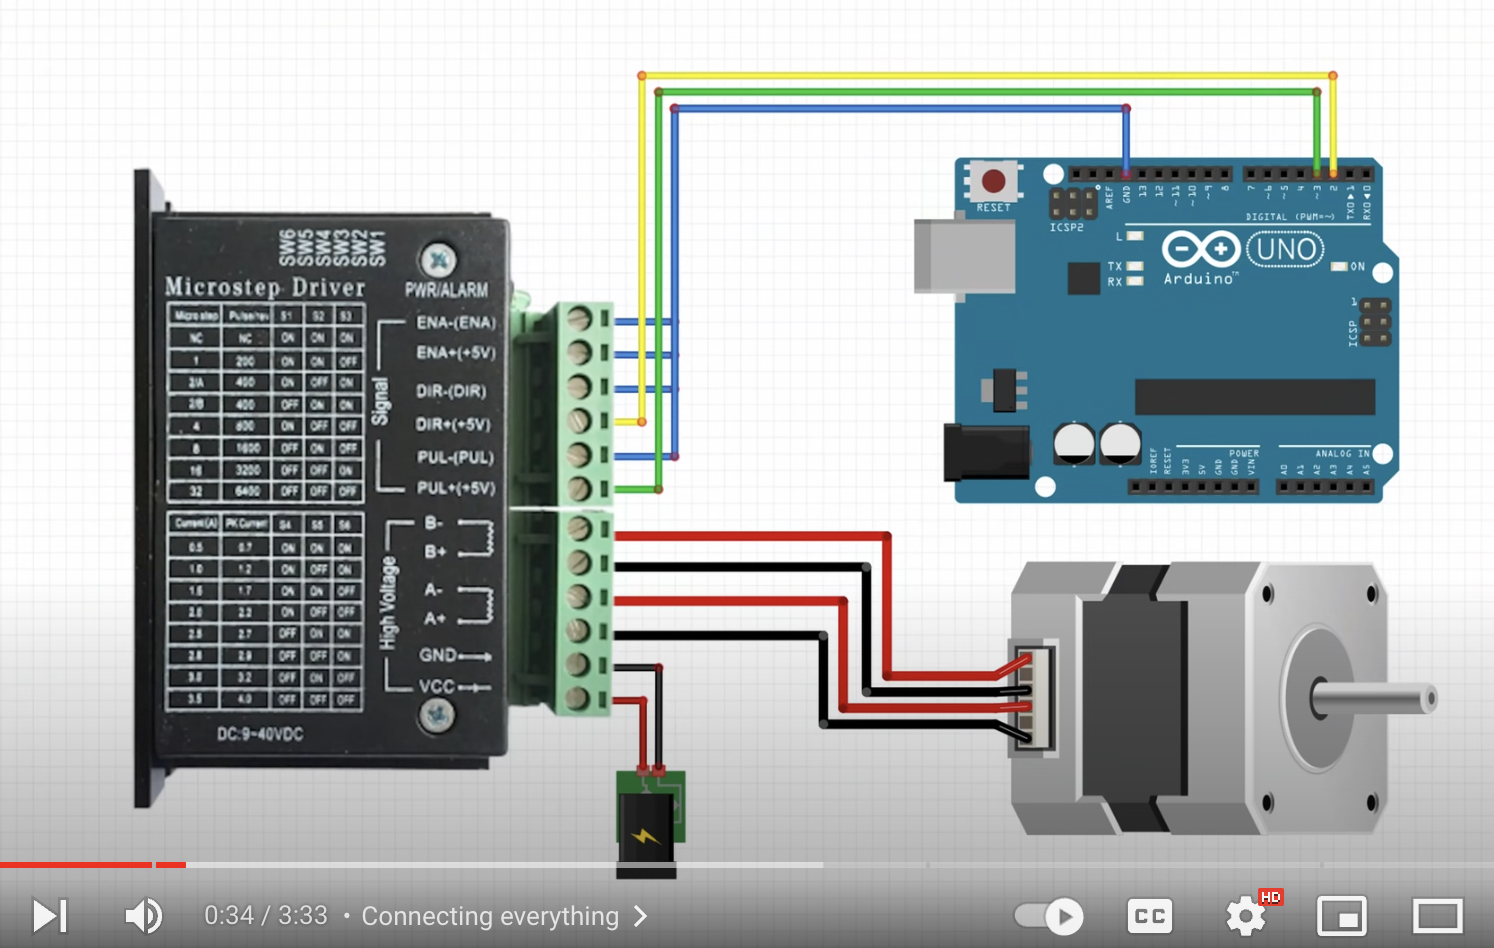 SW6
SW5
SW4
SW3
SW2
SW1
Microstep Driver
PWR/ALARM
Micro step Pulse/rev S1 S2 S3
NC NC ON ON ON
1 200 ON ON OFF
2/A 400 ON OFF ON
2/B 400 OFF ON ON
4 800 ON OFF OFF
8 1600 OFF ON OFF
16 3200 OFF OFF ON
32 6400 OFF OFF OFF
Signal
ENA-(ENA)
ENA+(+5V)
DIR-(DIR)
DIR+(+5V)
PUL-(PUL)
PUL+(+5V)
Current(A) PK Current S4 S5 S6
0.5 0.7 ON ON ON
1.0 1.2 ON OFF ON
1.5 1.7 ON ON OFF
2.0 2.2 ON OFF OFF
2.5 2.7 OFF ON ON
2.8 2.9 OFF OFF ON
3.0 3.2 OFF ON OFF
3.5 4.0 OFF OFF OFF
High Voltage
B-
B+
A-
A+
GND
VCC
DC:9~40VDC
RESET
ICSP2
AREF
GND
13
12
~11
~10
~9
8
7
~6
~5
4
~3
2
TX0▶1
RX0◀0
DIGITAL (PWM=~)
L
TX
RX
UNO
Arduino™
ON
1
ICSP
IOREF
RESET
3V3
5V
GND
GND
VIN
POWER
ANALOG IN
A0
A1
A2
A3
A4
A5
0:34 / 3:33 • Connecting everything
CC
HD